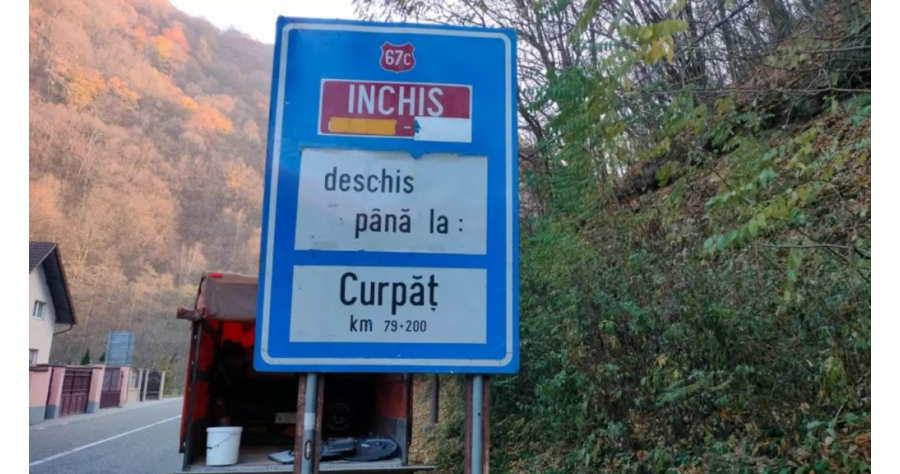 67C
INCHIS
-
deschis
până la :
Curpăț
km 79+200